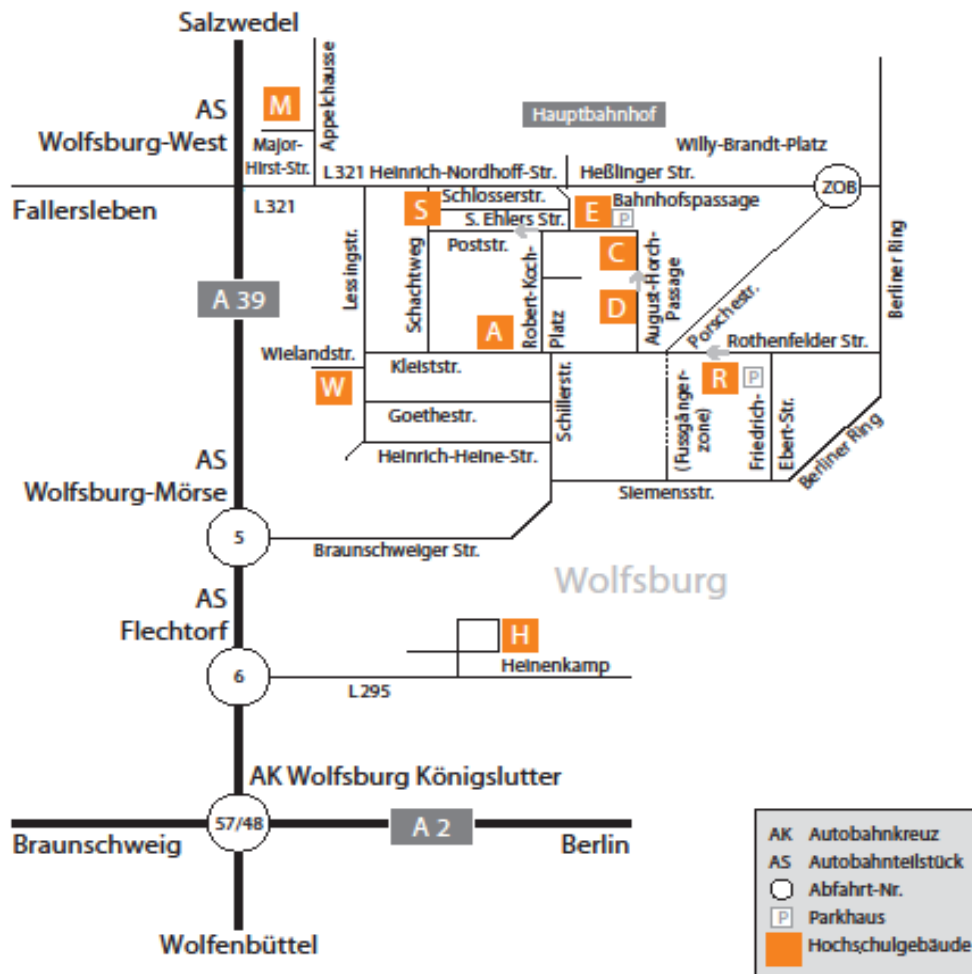 Salzwedel
AS
Wolfsburg-West
M
Major-
Hirst-Str.
Appelchausse
Hauptbahnhof
Willy-Brandt-Platz
L321 Heinrich-Nordhoff-Str.
Heßlinger Str.
ZOB
Fallersleben
L321
S
Schlosserstr.
S. Ehlers Str.
E
Bahnhofspassage
P
Poststr.
C
D
A
A 39
Lessingstr.
Schachtweg
Robert-Koch-
Platz
August-Horch-
Passage
Porschestr.
Berliner Ring
Rothenfelder Str.
Wielandstr.
W
Kleiststr.
R
P
Goethestr.
Schillerstr.
(Fussgänger-
zone)
Friedrich-
Ebert-Str.
Berliner Ring
Heinrich-Heine-Str.
AS
Wolfsburg-Mörse
Siemensstr.
5
Braunschweiger Str.
Wolfsburg
AS
Flechtorf
H
Heinenkamp
6
L295
AK Wolfsburg Königslutter
57/48
A 2
Braunschweig
Berlin
Wolfenbüttel
AK Autobahnkreuz
AS Autobahnteilstück
Abfahrt-Nr.
P Parkhaus
Hochschulgebäude